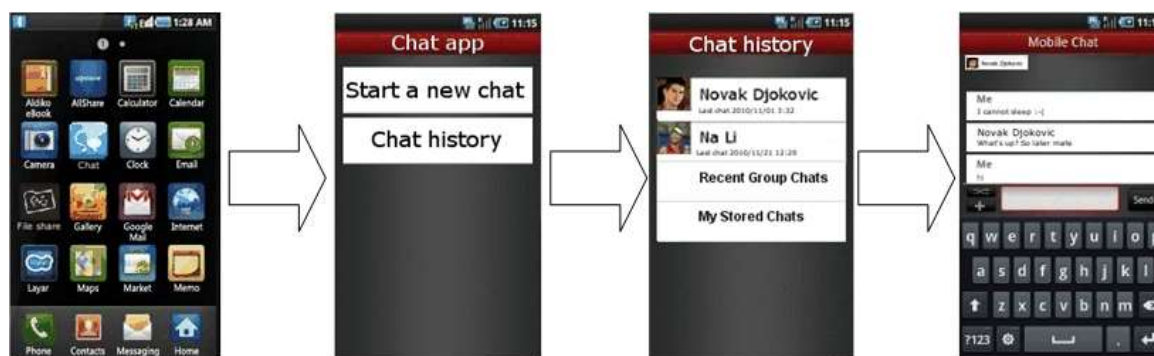 1:28 AM
Aldiko eBook
AllShare
Calculator
Calendar
Camera
Chat
Clock
Email
File share
Gallery
Google Mail
Internet
Layar
Maps
Market
Memo
Phone
Contacts
Messaging
Home
11:15
Chat app
Start a new chat
Chat history
11:15
Chat history
Novak Djokovic
Last chat 2010/11/01 3:32
Na Li
Last chat 2010/11/21 12:20
Recent Group Chats
My Stored Chats
Mobile Chat
Novak Djokovic
Me
I cannot sleep :-(
Novak Djokovic
What's up? So later mate.
Me
hi
Send
q w e r t y u i o
a s d f g h j k l
z x c v b n m
?123 .